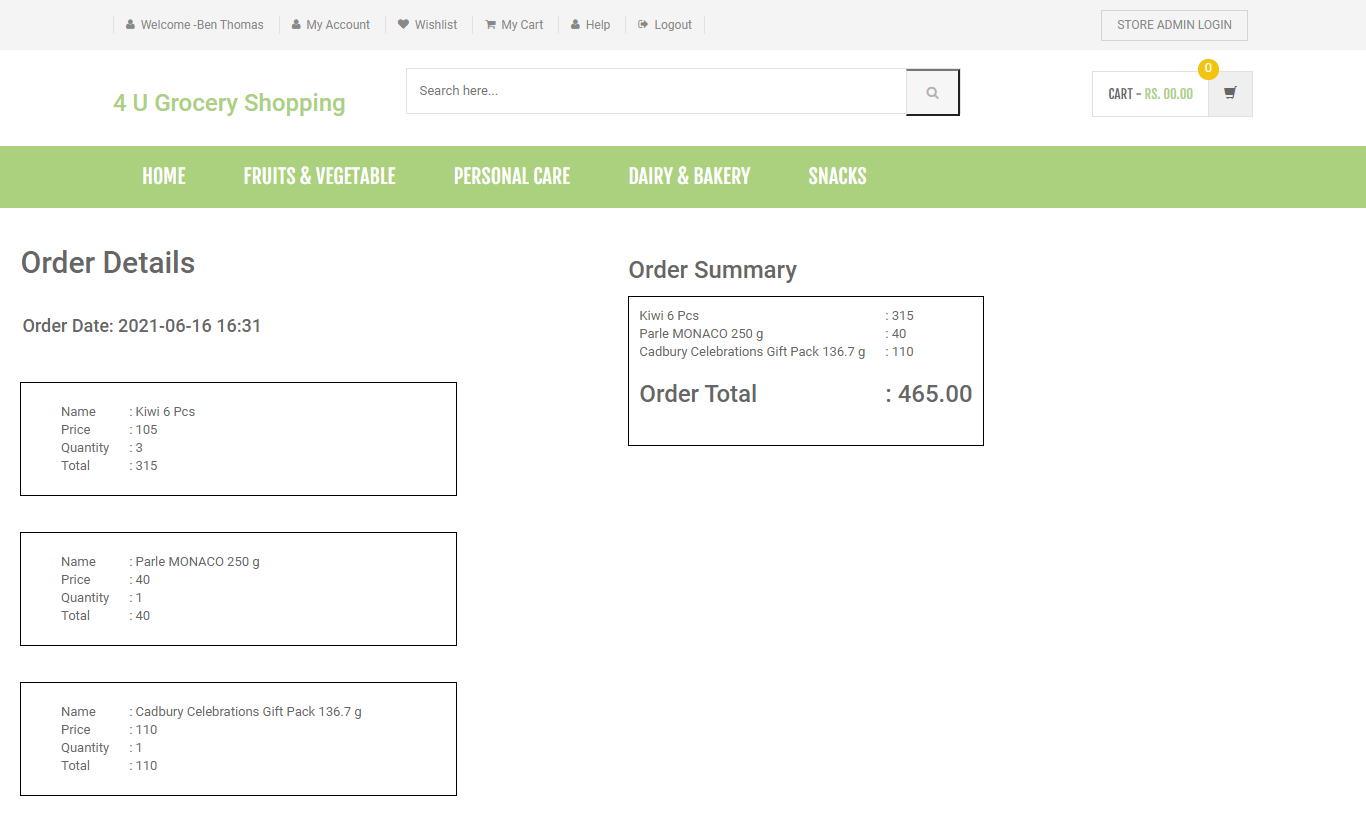 Welcome -Ben Thomas My Account Wishlist My Cart Help Logout STORE ADMIN LOGIN
4 U Grocery Shopping
Search here...
0
CART - RS. 00.00
HOME FRUITS & VEGETABLE PERSONAL CARE DAIRY & BAKERY SNACKS
Order Details
Order Date: 2021-06-16 16:31
Name : Kiwi 6 Pcs
Price : 105
Quantity : 3
Total : 315
Name : Parle MONACO 250 g
Price : 40
Quantity : 1
Total : 40
Name : Cadbury Celebrations Gift Pack 136.7 g
Price : 110
Quantity : 1
Total : 110
Order Summary
Kiwi 6 Pcs : 315
Parle MONACO 250 g : 40
Cadbury Celebrations Gift Pack 136.7 g : 110
Order Total : 465.00